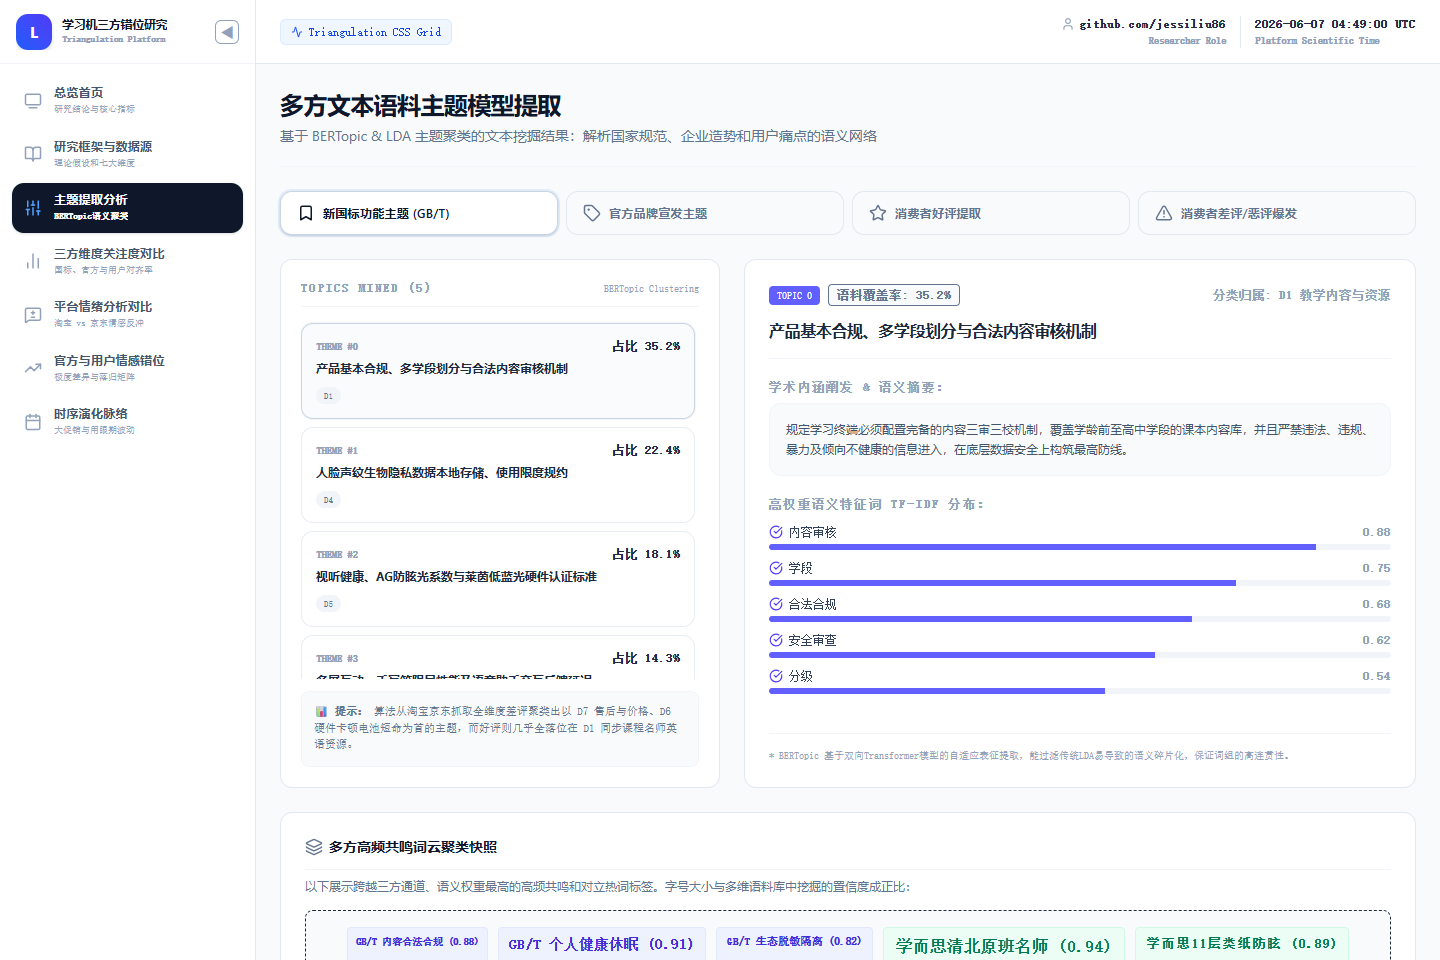 L
学习机三方错位研究
Triangulation Platform
总览首页
研究结论与核心指标
研究框架与数据源
理论假设和七大维度
主题提取分析
BERTopic语义聚类
三方维度关注度对比
国标、官方与用户对齐率
平台情绪分析对比
淘宝 vs 京东情感反冲
官方与用户情感错位
极度差异与落归矩阵
时序演化脉络
大促销与用眼期波动
Triangulation CSS Grid
github.com/jessiliu86
Researcher Role
2026-06-07 04:49:00 UTC
Platform Scientific Time
多方文本语料主题模型提取
基于 BERTopic & LDA 主题聚类的文本挖掘结果：解析国家规范、企业造势和用户痛点的语义网络
新国标功能主题 (GB/T)
官方品牌宣发主题
消费者好评提取
消费者差评/恶评爆发
TOPICS MINED (5)
BERTopic Clustering
THEME #0
占比 35.2%
产品基本合规、多学段划分与合法内容审核机制
D1
THEME #1
占比 22.4%
人脸声纹生物隐私数据本地存储、使用限度规约
D4
THEME #2
占比 18.1%
视听健康、AG防眩光系数与莱茵低蓝光硬件认证标准
D5
THEME #3
占比 14.3%
提示： 算法从淘宝京东抓取全维度差评聚类出以 D7 售后与价格、D6
硬件卡顿电池短命为首的主题，而好评则几乎全落位在 D1 同步课程名师英
语资源。
TOPIC 0
语料覆盖率: 35.2%
分类归属: D1 教学内容与资源
产品基本合规、多学段划分与合法内容审核机制
学术内涵阐发 & 语义摘要:
规定学习终端必须配置完备的内容三审三校机制，覆盖学龄前至高中学段的课本内容库，并且严禁违法、违规、
暴力及倾向不健康的信息进入，在底层数据安全上构筑最高防线。
高权重语义特征词 TF-IDF 分布:
内容审核
0.88
学段
0.75
合法合规
0.68
安全审查
0.62
分级
0.54
* BERTopic 基于双向Transformer模型的自适应表征提取，能过滤传统LDA易导致的语义碎片化，保证词组的高连贯性。
多方高频共鸣词云聚类快照
以下展示跨越三方通道、语义权重最高的高频共鸣和对立热词标签。字号大小与多维语料库中挖掘的置信度成正比：
GB/T 内容合法合规 (0.88)
GB/T 个人健康休眠 (0.91)
GB/T 生态脱敏隔离 (0.82)
学而思清北原班名师 (0.94)
学而思11层类纸防眩 (0.89)